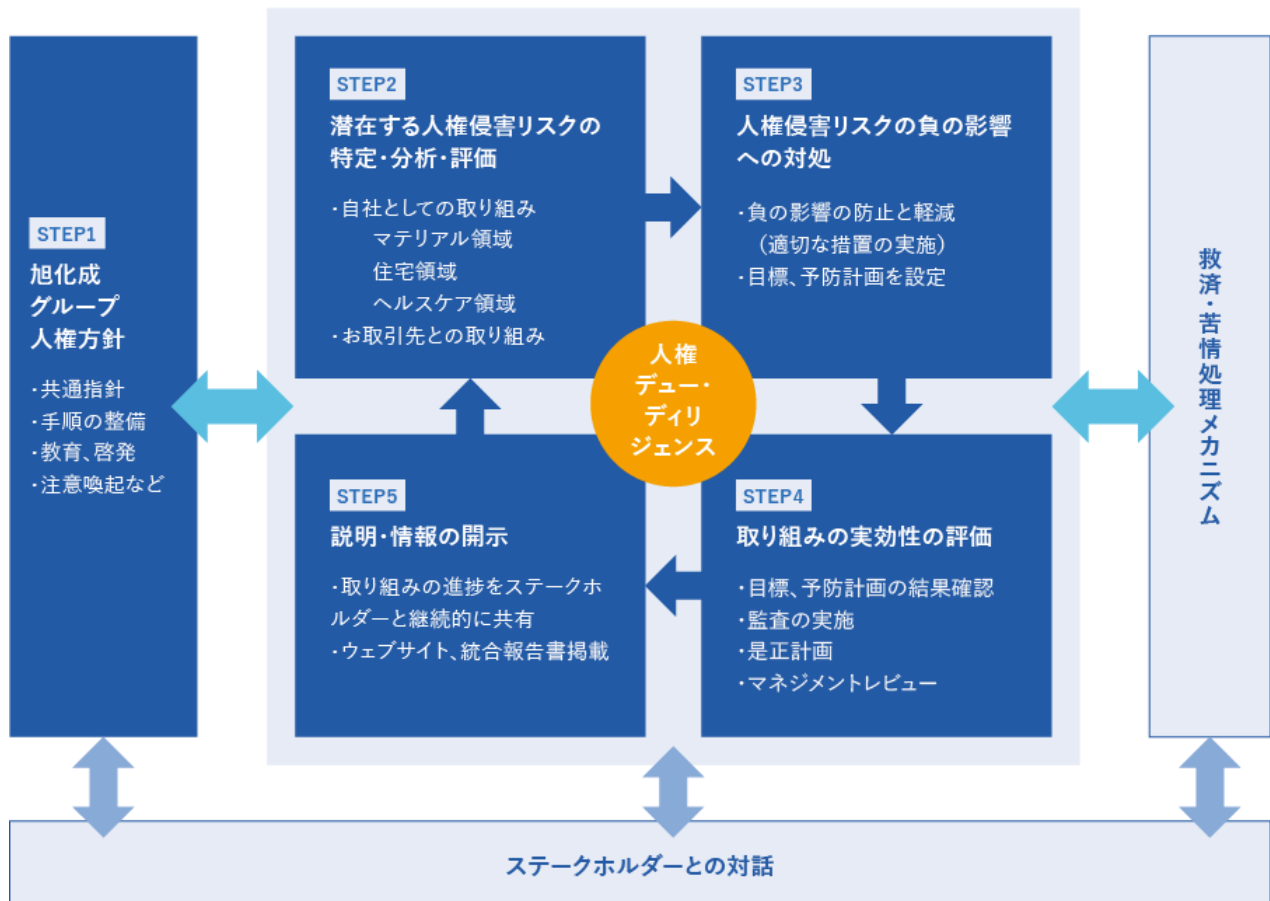 STEP1
旭化成
グループ
人権方針
・共通指針
・手順の整備
・教育、啓発
・注意喚起など
STEP2
潜在する人権侵害リスクの
特定・分析・評価
・自社としての取り組み
マテリアル領域
住宅領域
ヘルスケア領域
・お取引先との取り組み
STEP3
人権侵害リスクの負の影響
への対処
・負の影響の防止と軽減
（適切な措置の実施）
・目標、予防計画を設定
人権
デュー・
ディリ
ジェンス
STEP4
取り組みの実効性の評価
・目標、予防計画の結果確認
・監査の実施
・是正計画
・マネジメントレビュー
STEP5
説明・情報の開示
・取り組みの進捗をステークホ
ルダーと継続的に共有
・ウェブサイト、統合報告書掲載
救済・苦情処理メカニズム
ステークホルダーとの対話